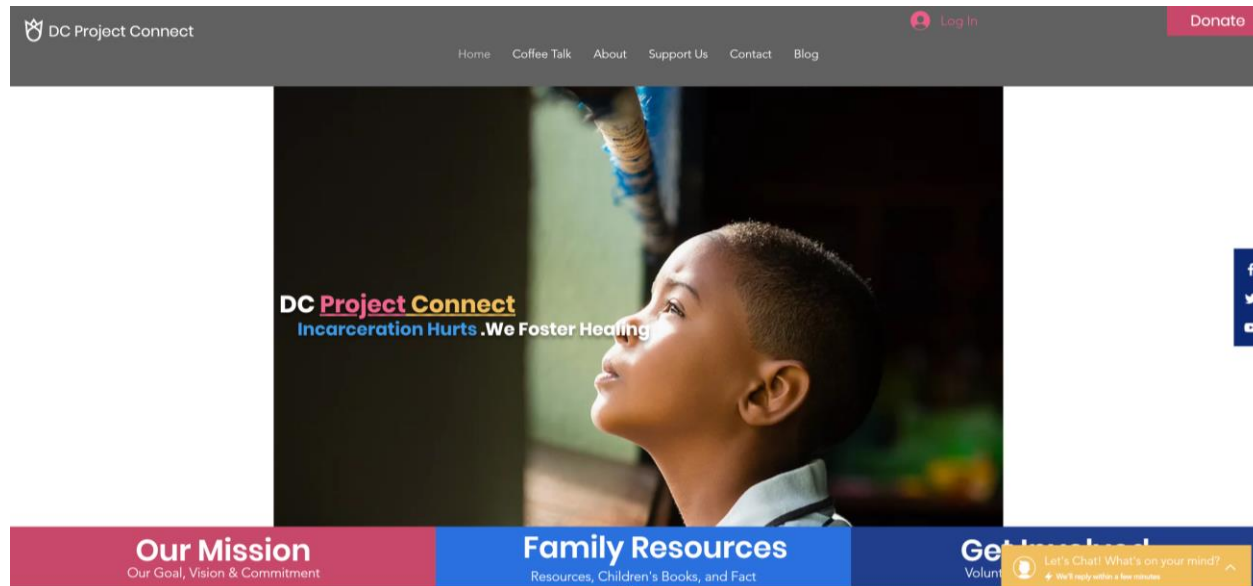 DC Project Connect
Log In
Donate
Home Coffee Talk About Support Us Contact Blog
DC Project Connect
Incarceration Hurts .We Foster Healing
Our Mission
Our Goal, Vision & Commitment
Family Resources
Resources, Children's Books, and Fact
Let's Chat! What's on your mind?
We'll reply within a few minutes